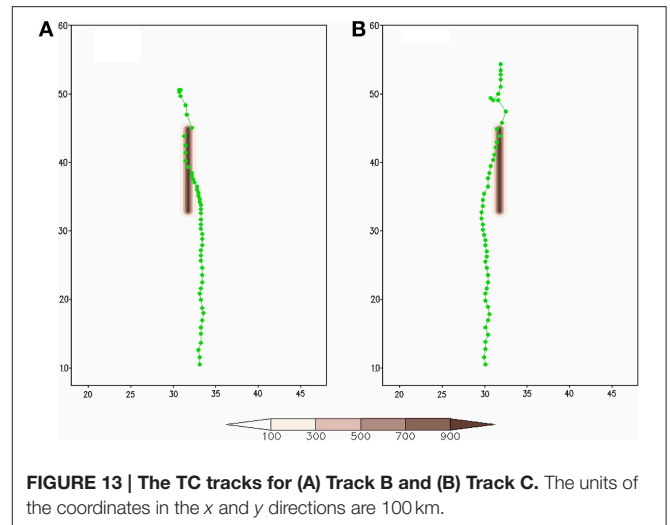 A
B
60
50
40
30
20
10
20 25 30 35 40 45
60
50
40
30
20
10
20 25 30 35 40 45
100 300 500 700 900
FIGURE 13 | The TC tracks for (A) Track B and (B) Track C. The units of
the coordinates in the x and y directions are 100 km.